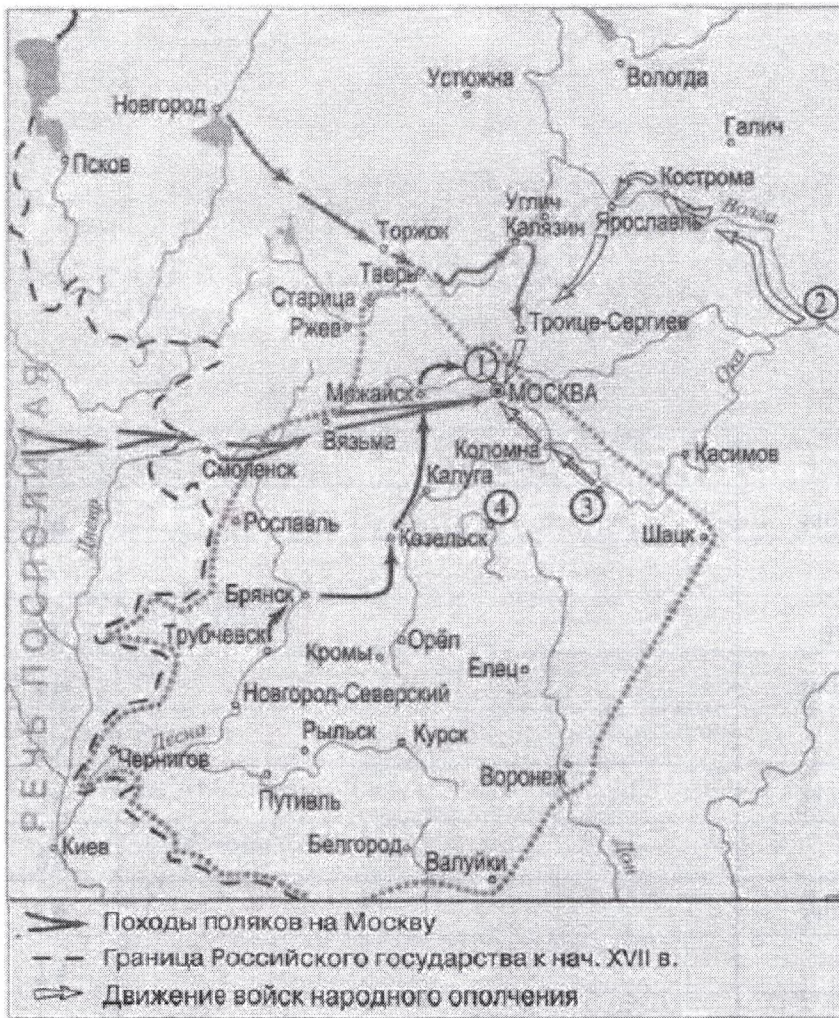 Новгород
Устюжна
Вологда
Галич
Псков
Кострома
Углич
Ярославль
Волга
Калязин
Торжок
Тверь
Старица
Ржев
Троице-Сергиев
2
1
Можайск
МОСКВА
Ока
Вязьма
Коломна
Касимов
Смоленск
Калуга
3
4
Днепр
Рославль
Козельск
Шацк
Брянск
Трубчевск
Кромы
Орёл
Елец
Новгород-Северский
Десна
Рыльск
Курск
Чернигов
Путивль
Воронеж
Киев
Белгород
Валуйки
Дон
РЕЧЬ ПОСПОЛИТАЯ
Походы поляков на Москву
Граница Российского государства к нач. XVII в.
Движение войск народного ополчения